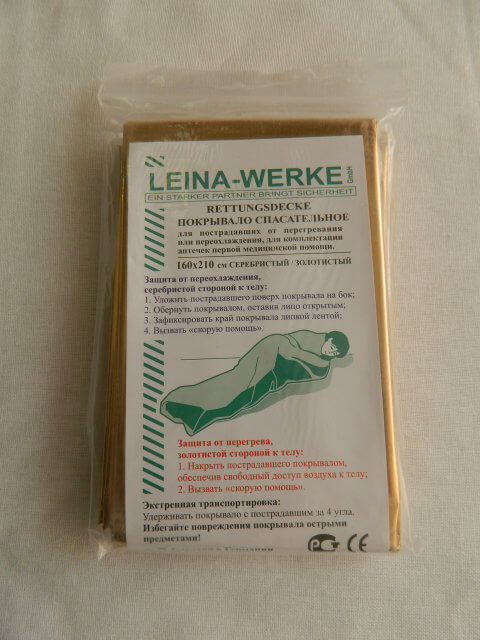 LEINA-WERKE GmbH
EIN STARKER PARTNER BRINGT SICHERHEIT
RETTUNGSDECKE
ПОКРЫВАЛО СПАСАТЕЛЬНОЕ
для пострадавших от перегревания
или переохлаждения, для комплектации
аптечек первой медицинской помощи.
160x210 см СЕРЕБРИСТЫЙ / ЗОЛОТИСТЫЙ
Защита от переохлаждения,
серебристой стороной к телу:
1. Уложить пострадавшего поверх покрывала на бок;
2. Обернуть покрывалом, оставив лицо открытым;
3. Зафиксировать край покрывала липкой лентой;
4. Вызвать «скорую помощь».
Защита от перегрева,
золотистой стороной к телу:
1. Накрыть пострадавшего покрывалом,
обеспечив свободный доступ воздуха к телу;
2. Вызвать «скорую помощь».
Экстренная транспортировка:
Удерживать покрывало с пострадавшим за 4 угла.
Избегайте повреждения покрывала острыми
предметами!
в Германии
РСТ CE